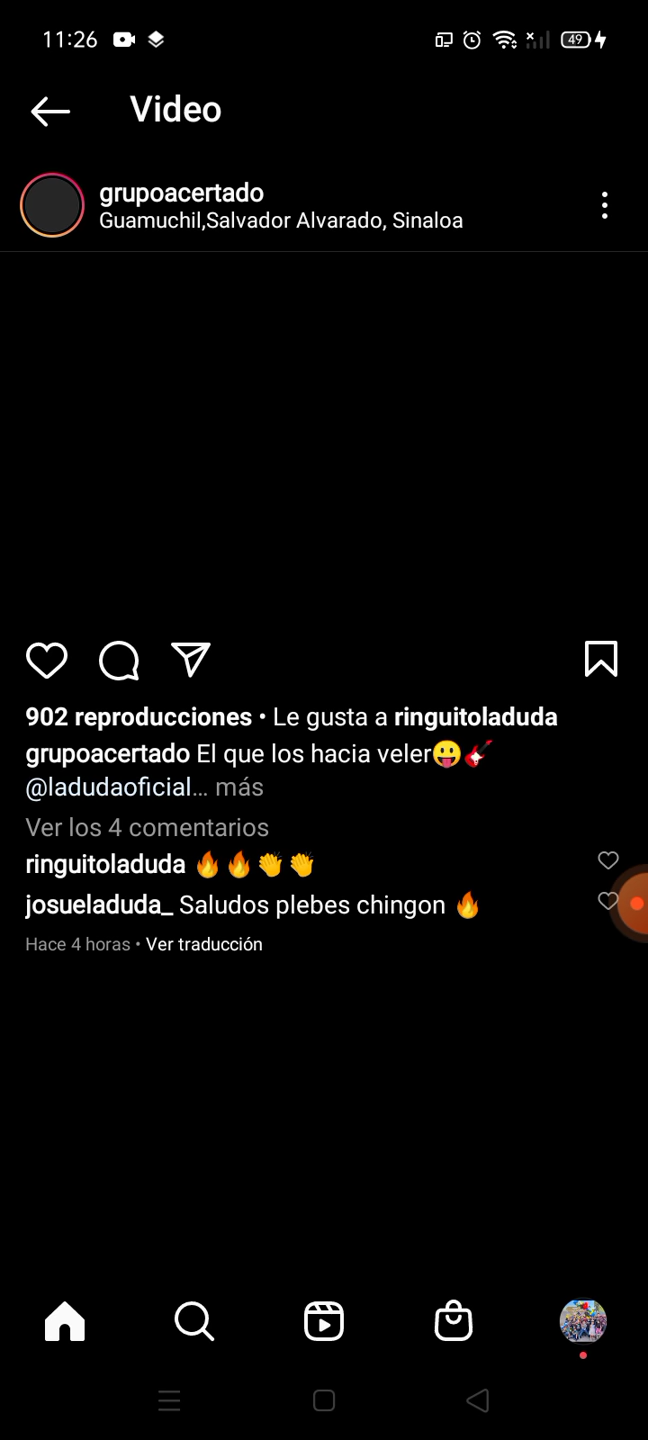 11:26
49
Video
grupoacertado
Guamuchil,Salvador Alvarado, Sinaloa
902 reproducciones • Le gusta a ringuitoladuda
grupoacertado El que los hacia veler😛🎸
@ladudaoficial... más
Ver los 4 comentarios
ringuitoladuda 🔥🔥👏👏
josueladuda_ Saludos plebes chingon 🔥
Hace 4 horas • Ver traducción